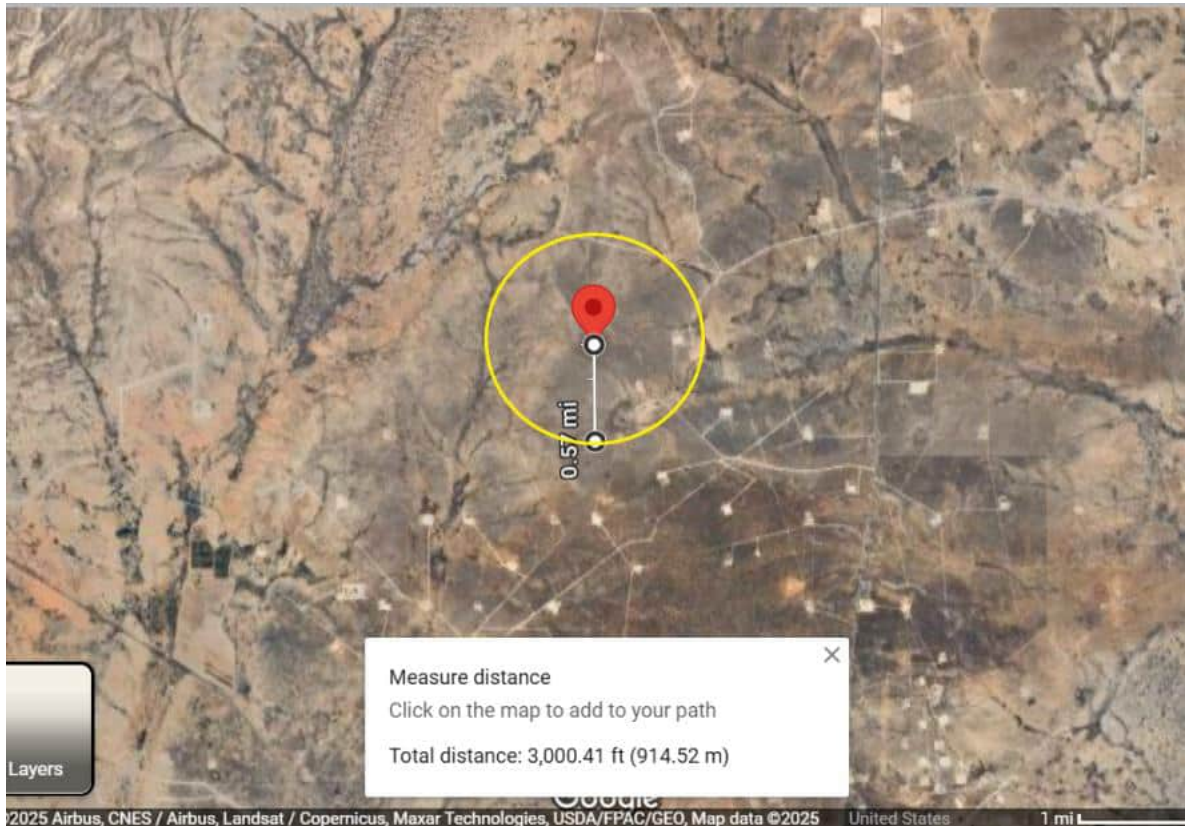 0.57 mi
Measure distance
Click on the map to add to your path
Total distance: 3,000.41 ft (914.52 m)
Layers
Google
©2025 Airbus, CNES / Airbus, Landsat / Copernicus, Maxar Technologies, USDA/FPAC/GEO, Map data ©2025 United States 1 mi